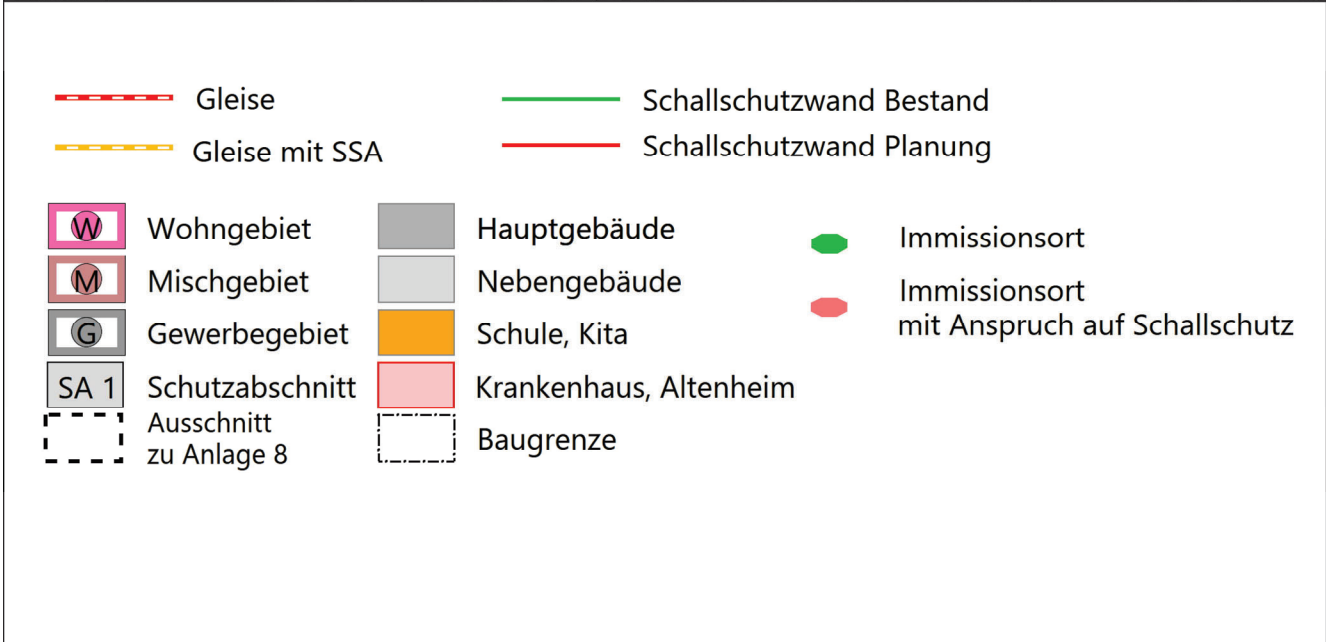 Gleise
Schallschutzwand Bestand
Gleise mit SSA
Schallschutzwand Planung
W Wohngebiet
Hauptgebäude
Immissionsort
M Mischgebiet
Nebengebäude
Immissionsort
mit Anspruch auf Schallschutz
G Gewerbegebiet
Schule, Kita
SA 1 Schutzabschnitt
Krankenhaus, Altenheim
Ausschnitt
zu Anlage 8
Baugrenze